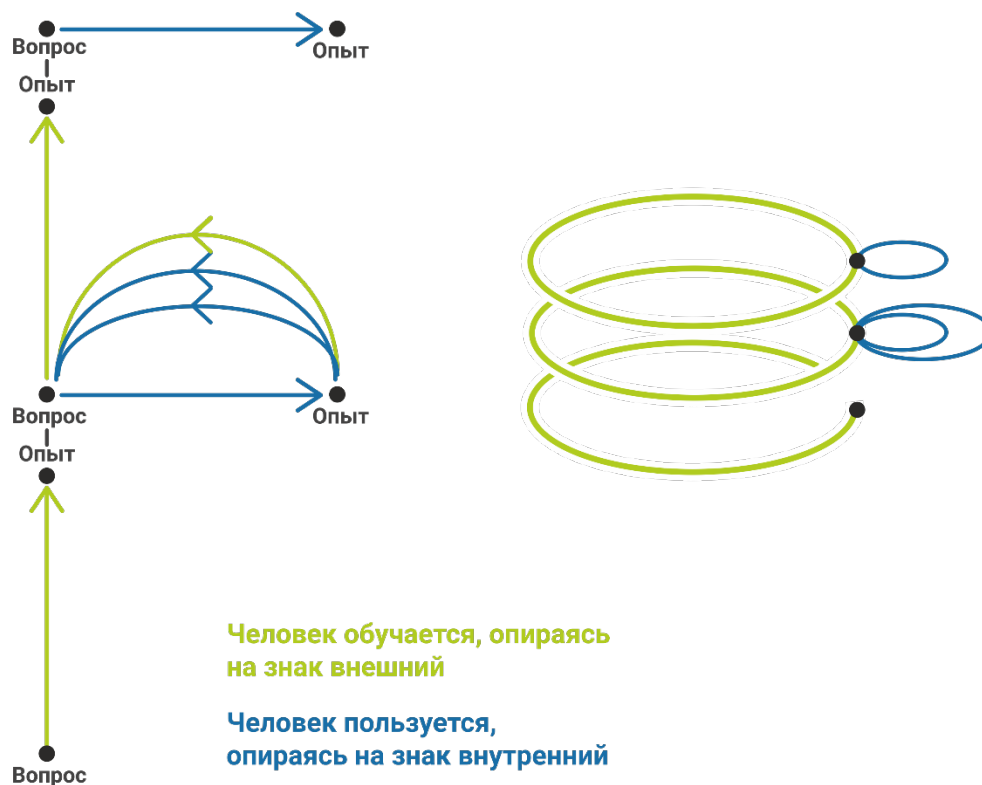 Вопрос
Опыт
Опыт
Вопрос
Опыт
Опыт
Человек обучается, опираясь
на знак внешний
Человек пользуется,
опираясь на знак внутренний
Вопрос